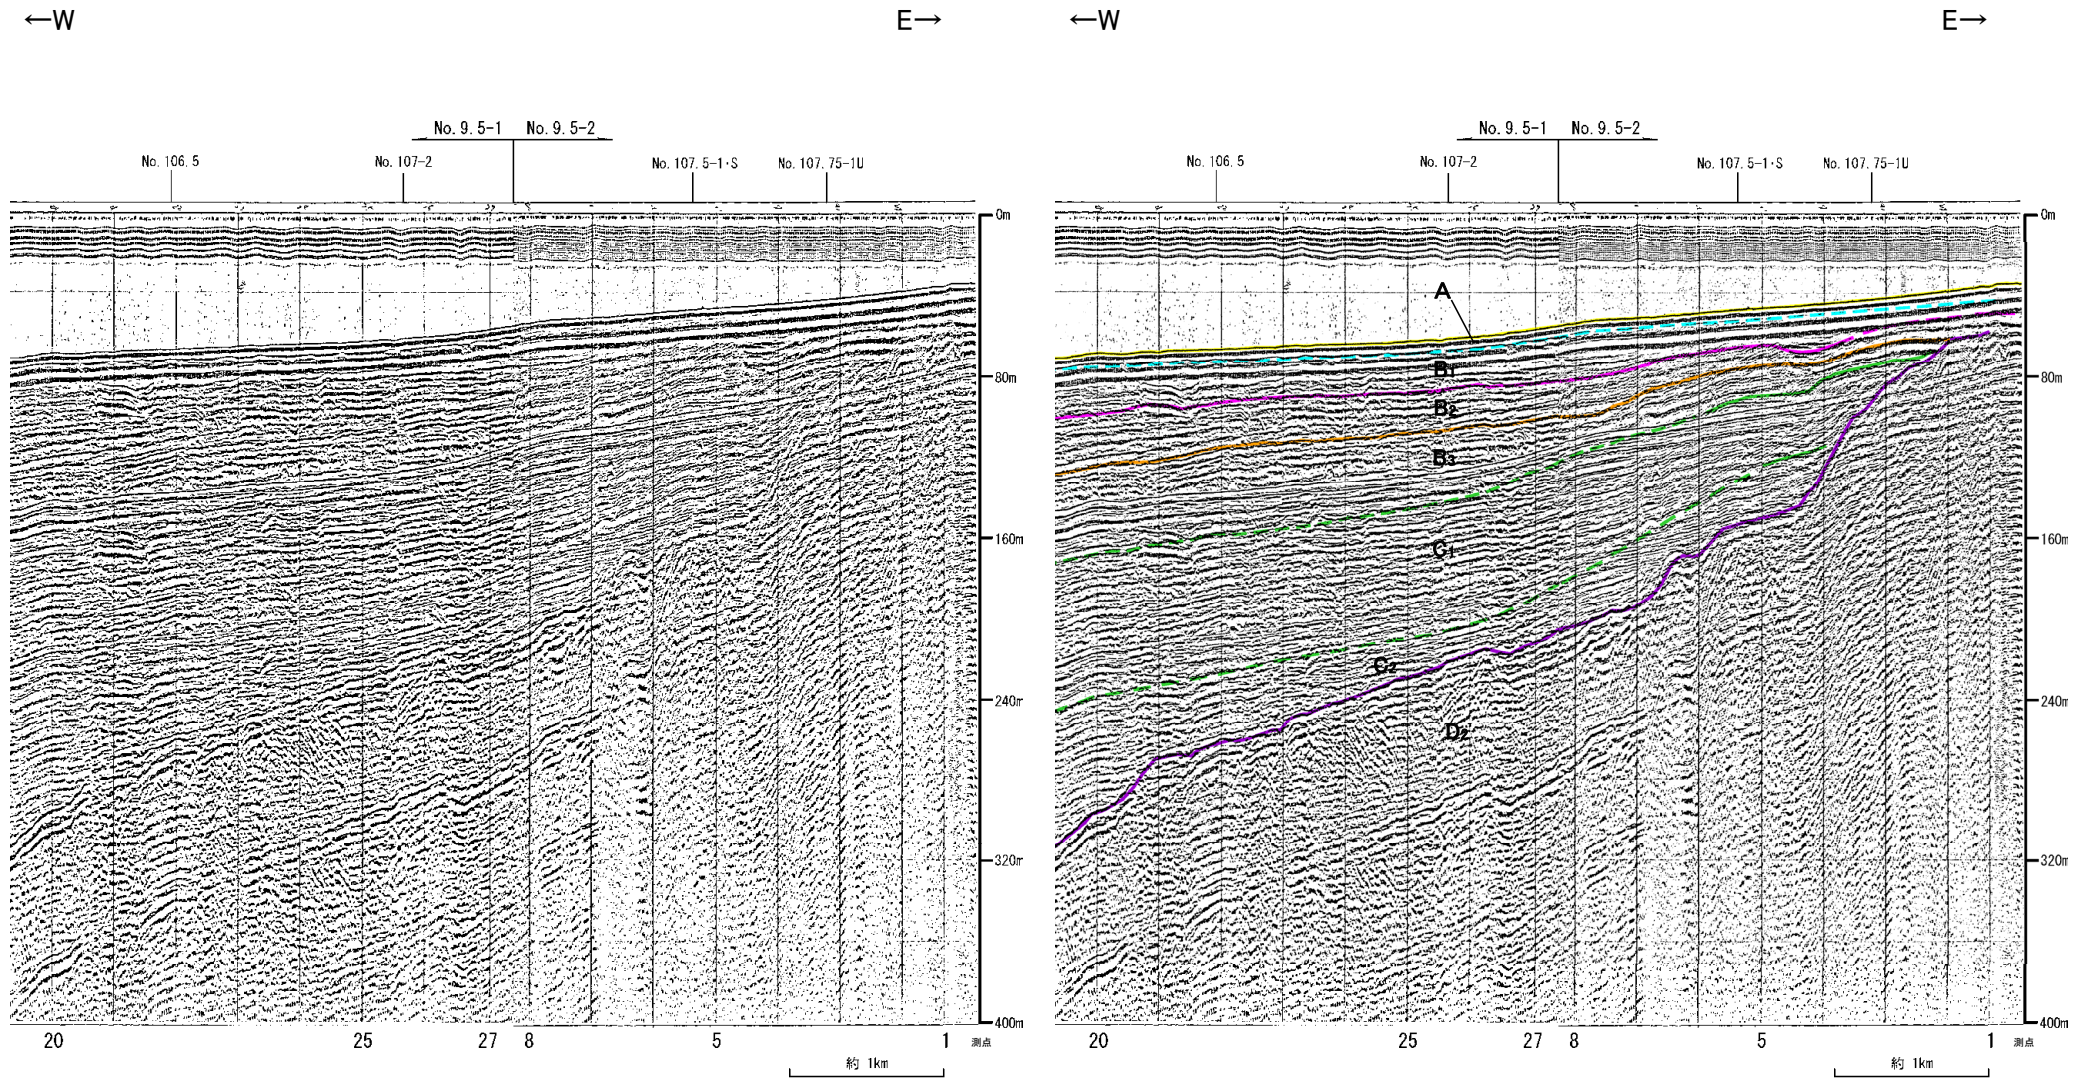 ←W E→ ←W E→
No.9.5-1 No.9.5-2 No.9.5-1 No.9.5-2
No.106.5 No.107-2 No.107.5-1·S No.107.75-1U No.106.5 No.107-2 No.107.5-1·S No.107.75-1U
0m 0m
A
B1
80m 80m
B2
B3
160m 160m
C1
C2
240m 240m
D2
320m 320m
400m 400m
20 25 27 8 5 1 測点 20 25 27 8 5 1 測点
約 1km 約 1km